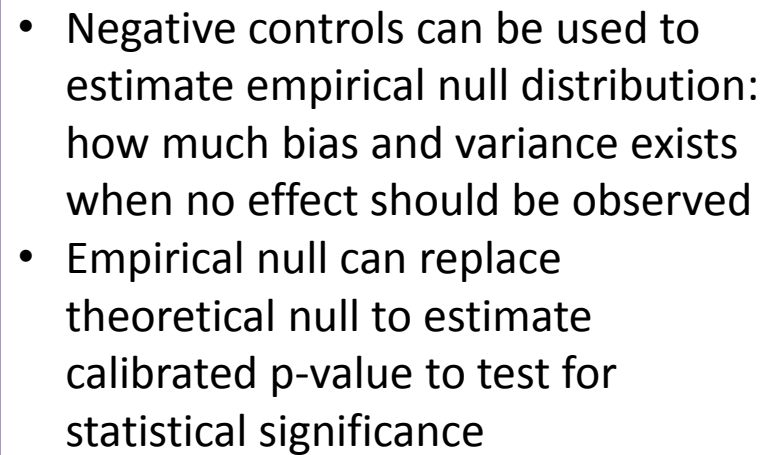 • Negative controls can be used to
estimate empirical null distribution:
how much bias and variance exists
when no effect should be observed
• Empirical null can replace
theoretical null to estimate
calibrated p-value to test for
statistical significance